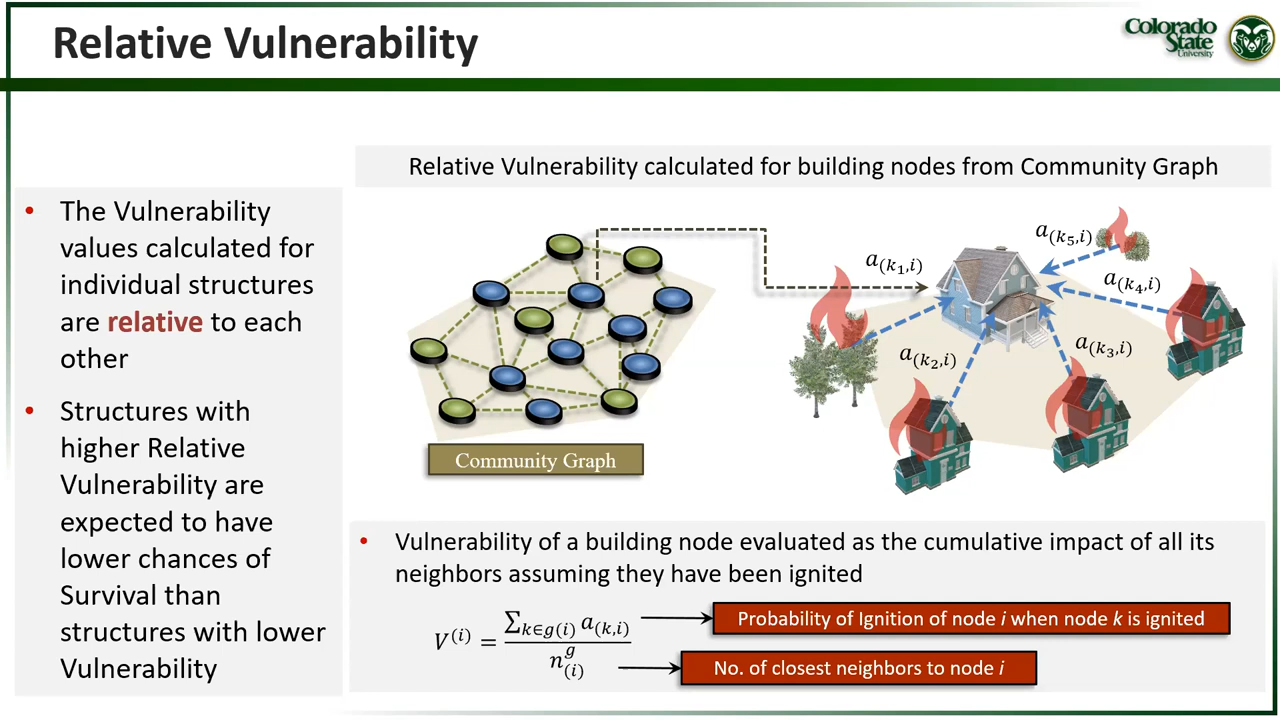 Relative Vulnerability
Colorado
State
University
Relative Vulnerability calculated for building nodes from Community Graph
• The Vulnerability
values calculated for
individual structures
are relative to each
other
• Structures with
higher Relative
Vulnerability are
expected to have
lower chances of
Survival than
structures with lower
Vulnerability
Community Graph
a(k₁,i)
a(k₂,i)
a(k₃,i)
a(k₄,i)
a(k₅,i)
• Vulnerability of a building node evaluated as the cumulative impact of all its
neighbors assuming they have been ignited
V^(i) = ∑_{k∈g(i)} a_(k,i) / n^g_(i)
Probability of Ignition of node i when node k is ignited
No. of closest neighbors to node i